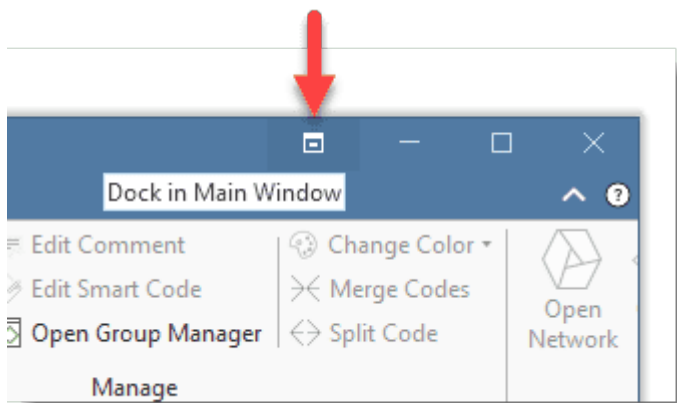 Dock in Main Window
?
Edit Comment
Change Color
Edit Smart Code
Merge Codes
Open Group Manager
Split Code
Open
Network
Manage